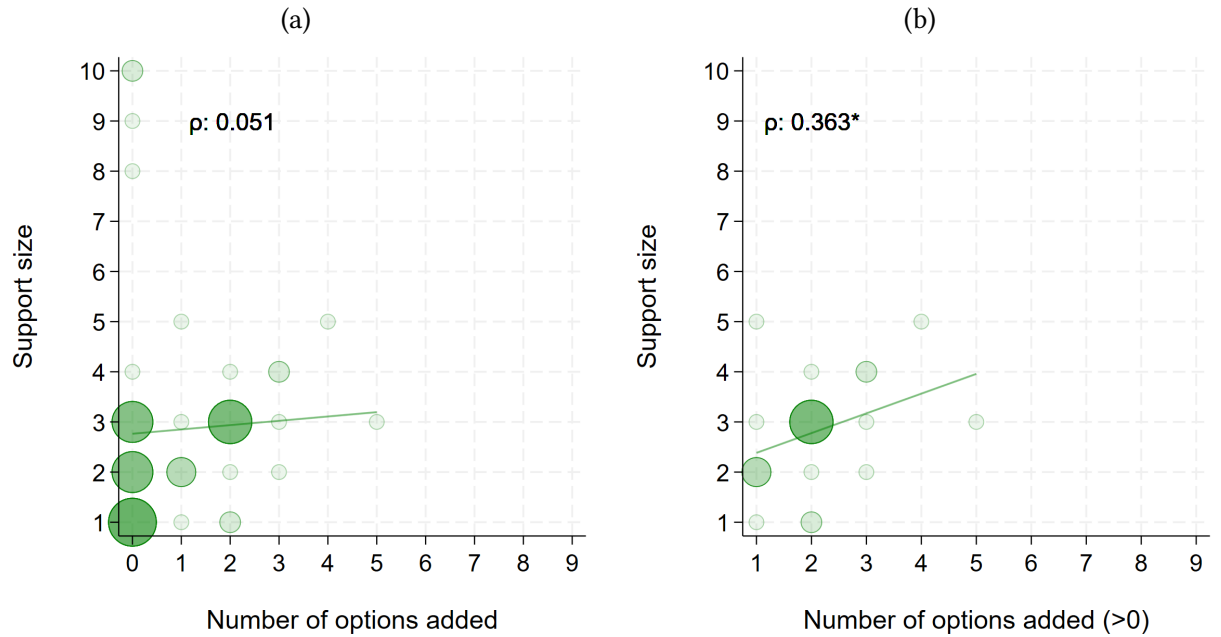 (a)
10
9
8
7
6
5
4
3
2
1
ρ: 0.051
Support size
0 1 2 3 4 5 6 7 8 9
Number of options added
(b)
10
9
8
7
6
5
4
3
2
1
ρ: 0.363*
Support size
1 2 3 4 5 6 7 8 9
Number of options added (>0)